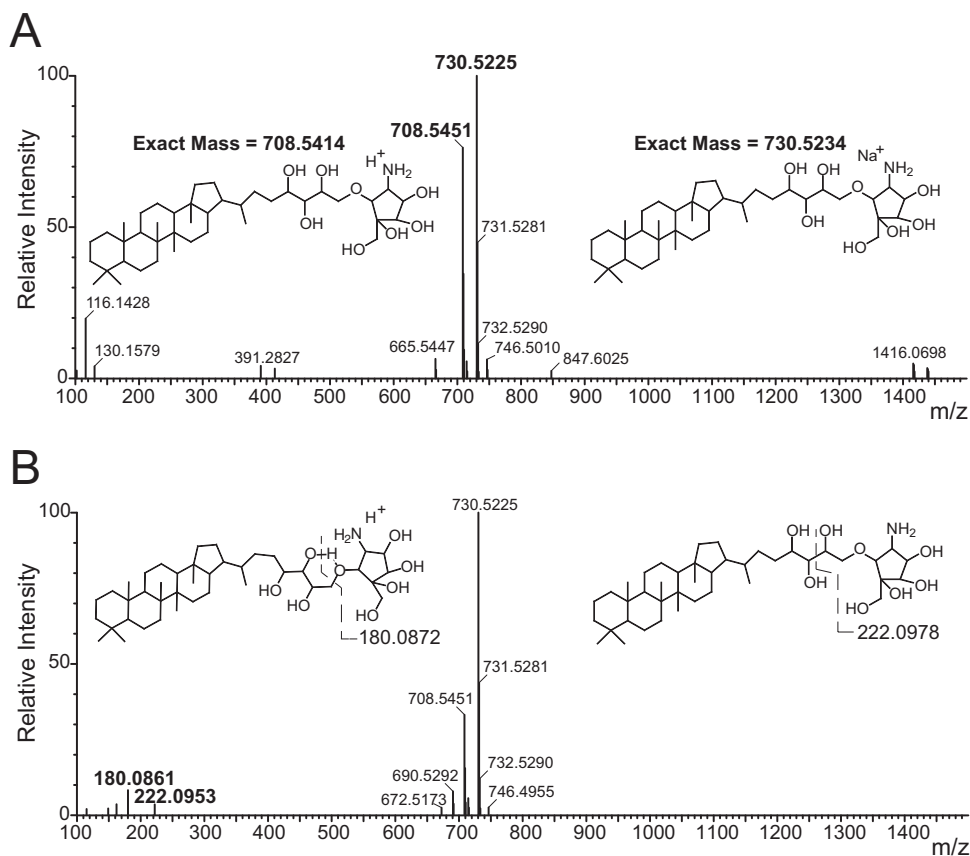 A
730.5225
100
708.5451
Exact Mass = 708.5414
Exact Mass = 730.5234
H+
NH2
OH
OH
O
OH
OH
OH
OH
HO
Na+
NH2
OH
OH
O
OH
OH
OH
OH
HO
Relative Intensity
50
731.5281
116.1428
732.5290
130.1579
391.2827
665.5447
746.5010
847.6025
1416.0698
0
100 200 300 400 500 600 700 800 900 1000 1100 1200 1300 1400
m/z
B
100
730.5225
H+
H2N
OH
O
H
O
OH
OH
OH
HO
HO
HO
180.0872
OH
OH
NH2
O
OH
OH
OH
OH
HO
222.0978
Relative Intensity
50
731.5281
708.5451
180.0861
690.5292
732.5290
222.0953
672.5173
746.4955
0
100 200 300 400 500 600 700 800 900 1000 1100 1200 1300 1400
m/z